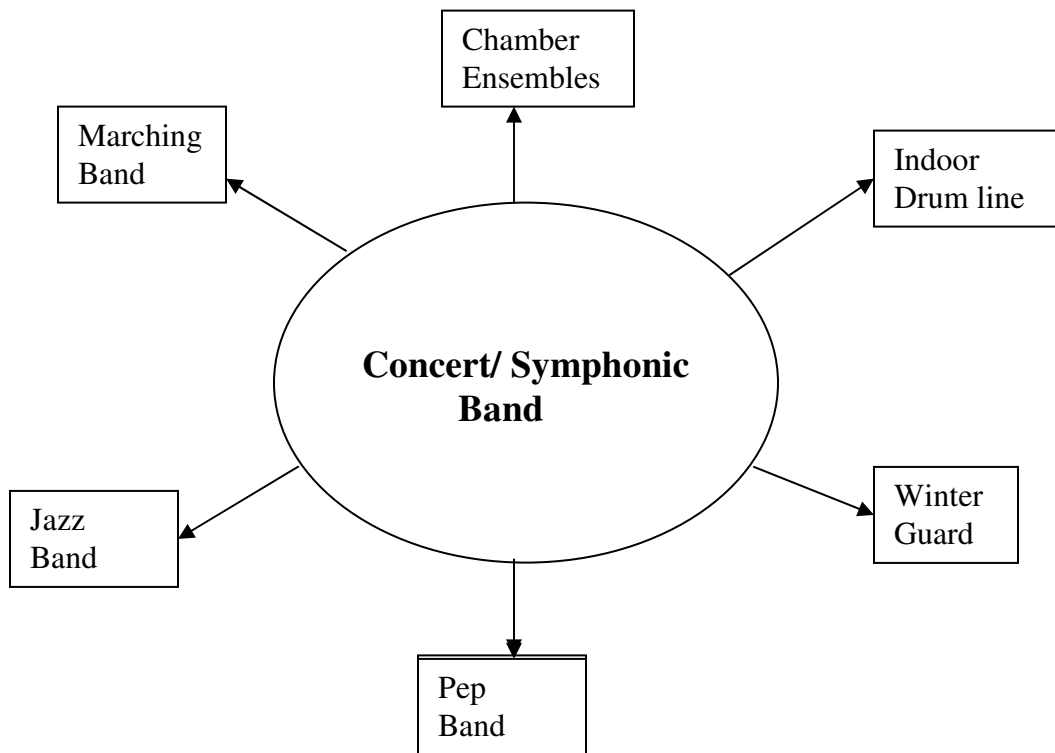 Chamber
Ensembles
Marching
Band
Indoor
Drum line
Concert/ Symphonic
Band
Jazz
Band
Winter
Guard
Pep
Band